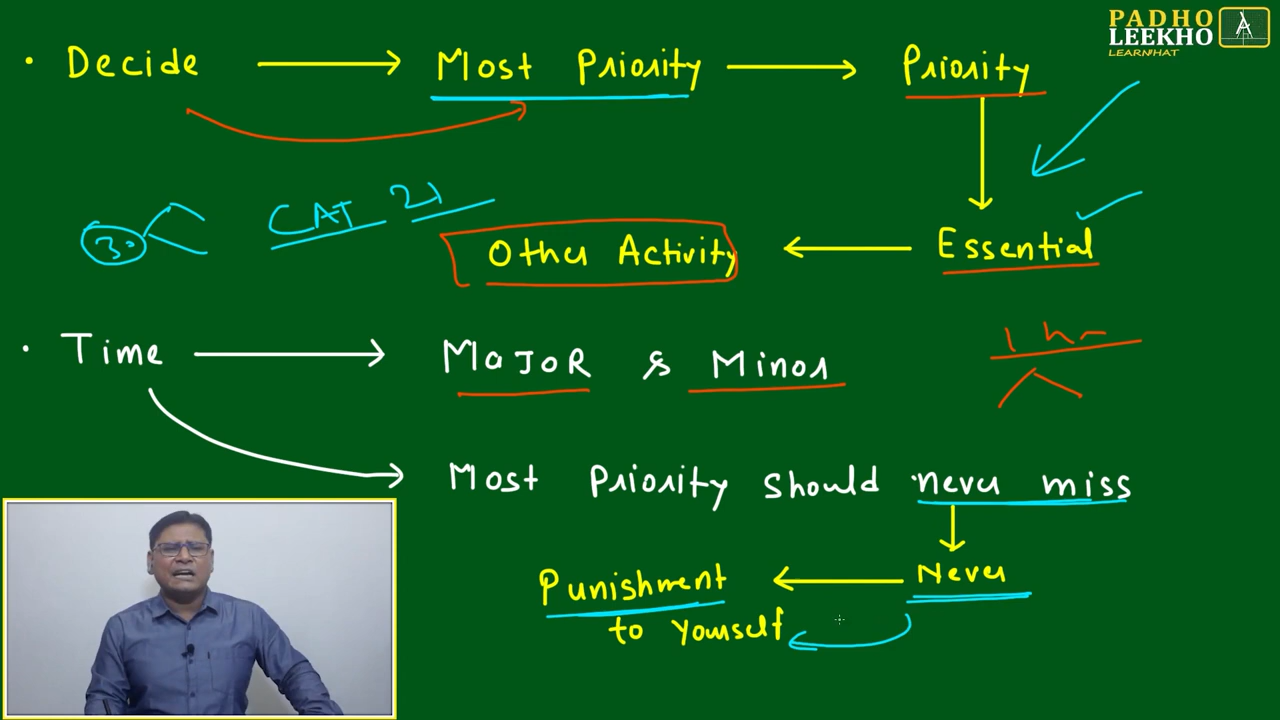 PADHO
LEEKHO
LEARNHAT
• Decide → Most Priority → Priority
CAT 21
Other Activity ← Essential
1 hr
• Time → MaJoR & Minor
Most Priority should never miss
Punishment ← Never
to yourself